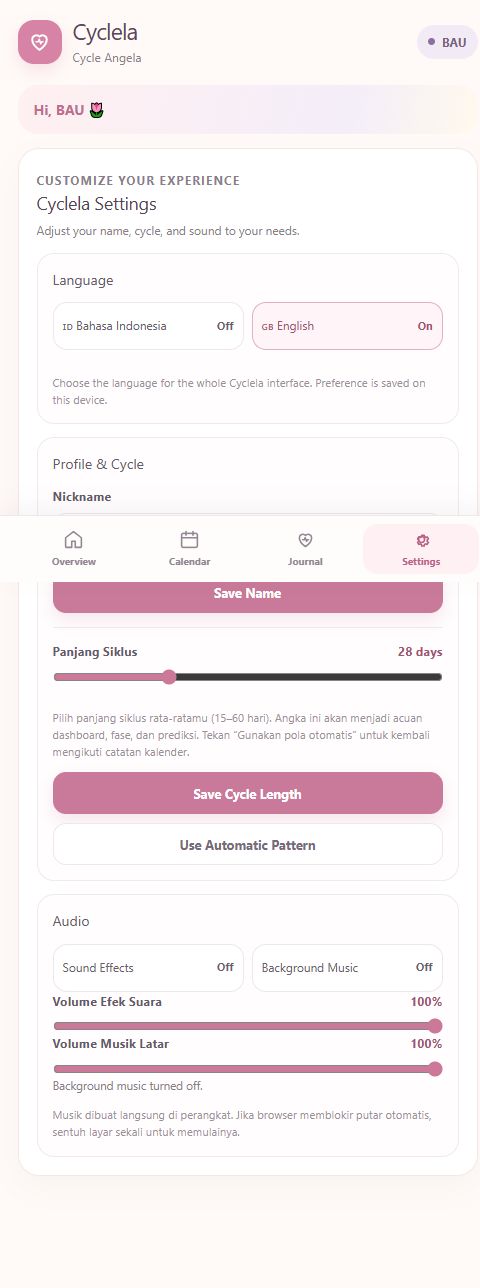 Cyclela
Cycle Angela
BAU
Hi, BAU 🌷
CUSTOMIZE YOUR EXPERIENCE
Cyclela Settings
Adjust your name, cycle, and sound to your needs.
Language
ID Bahasa Indonesia Off
GB English On
Choose the language for the whole Cyclela interface. Preference is saved on
this device.
Profile & Cycle
Nickname
Overview
Calendar
Journal
Settings
Save Name
Panjang Siklus 28 days
Pilih panjang siklus rata-ratamu (15–60 hari). Angka ini akan menjadi acuan
dashboard, fase, dan prediksi. Tekan “Gunakan pola otomatis” untuk kembali
mengikuti catatan kalender.
Save Cycle Length
Use Automatic Pattern
Audio
Sound Effects Off
Background Music Off
Volume Efek Suara 100%
Volume Musik Latar 100%
Background music turned off.
Musik dibuat langsung di perangkat. Jika browser memblokir putar otomatis,
sentuh layar sekali untuk memulainya.